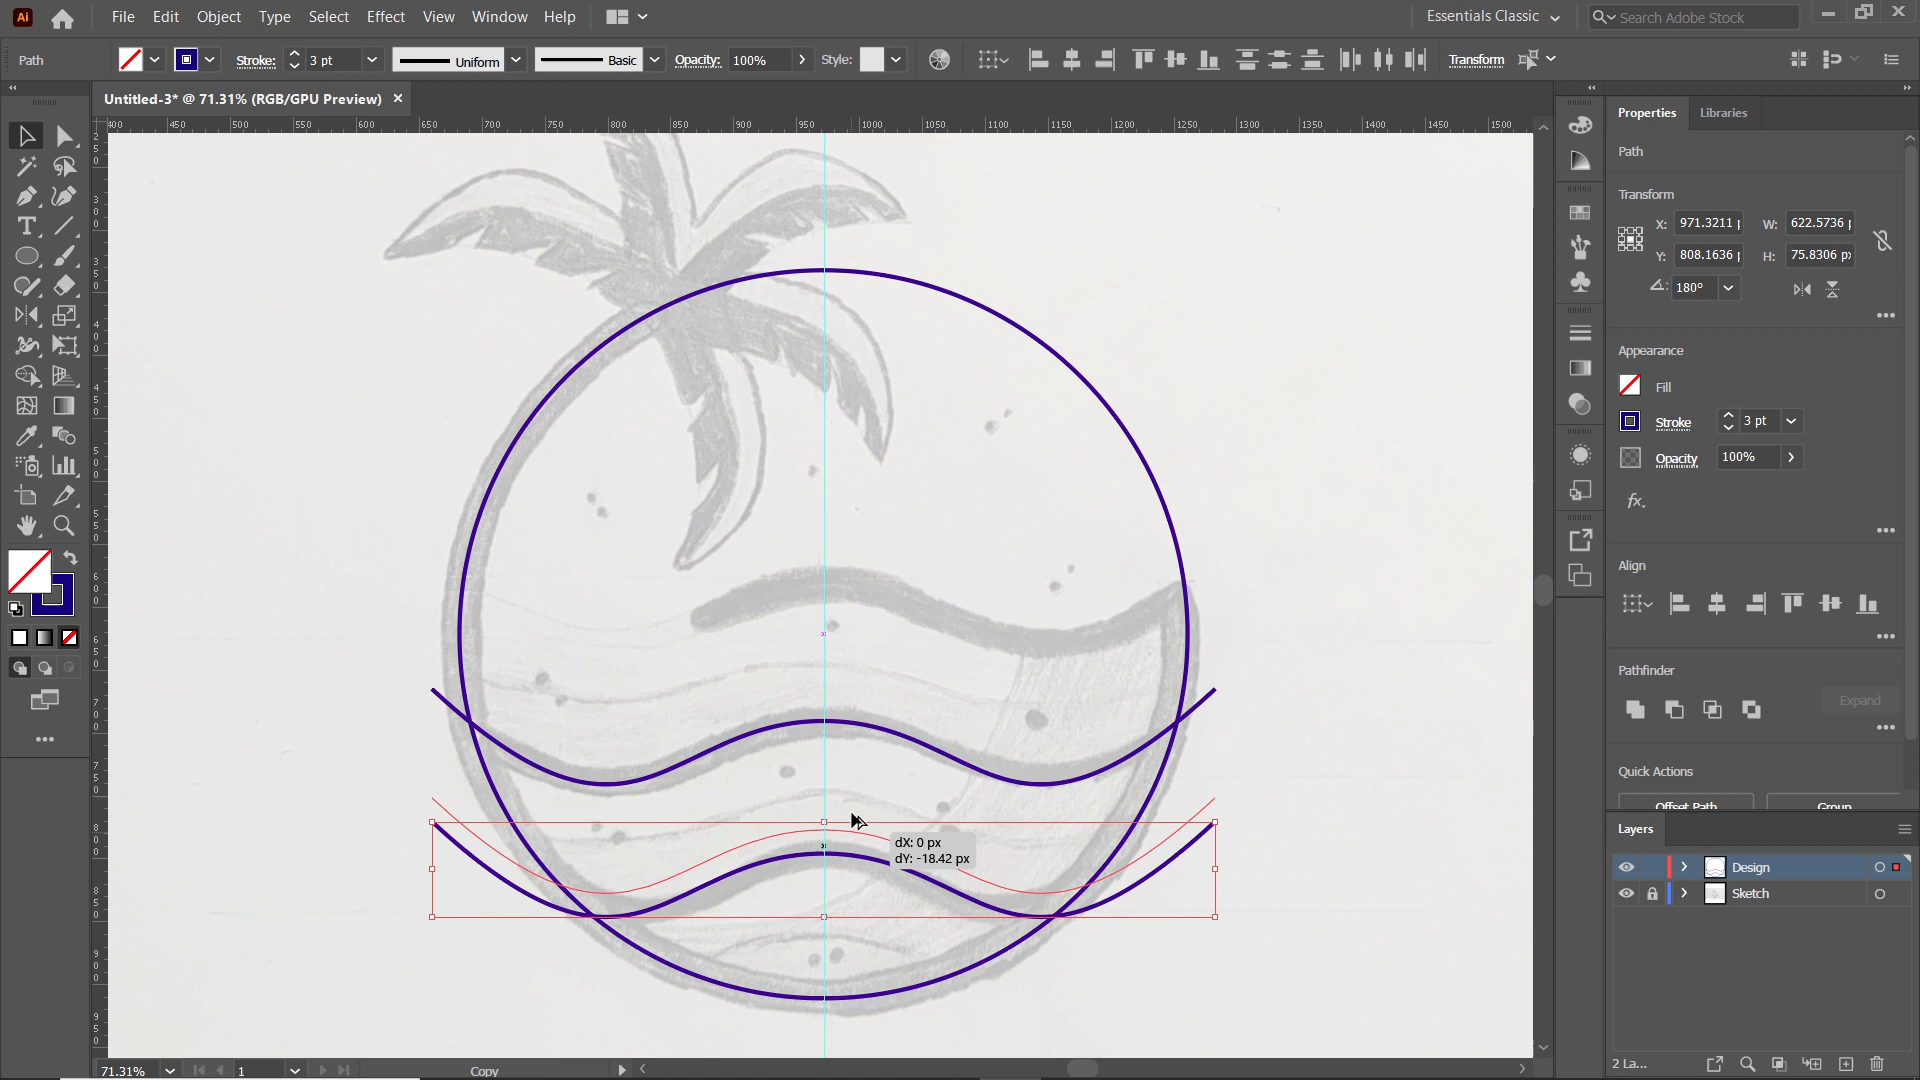 Ai
File Edit Object Type Select Effect View Window Help
Essentials Classic
Search Adobe Stock
Path
Stroke: 3 pt
Uniform
Basic
Opacity: 100%
Style:
Transform
Untitled-3* @ 71.31% (RGB/GPU Preview)
400 450 500 550 600 650 700 750 800 850 900 950 1000 1050 1100 1150 1200 1250 1300 1350 1400 1450 1500
dX: 0 px
dY: -18.42 px
71.31%
1
Copy
Properties
Libraries
Path
Transform
X: 971.3211
W: 622.5736
Y: 808.1636
H: 75.8306 px
180°
Appearance
Fill
Stroke
3 pt
Opacity
100%
fx.
Align
Pathfinder
Expand
Quick Actions
Offset Path
Group
Layers
Design
Sketch
2 La...